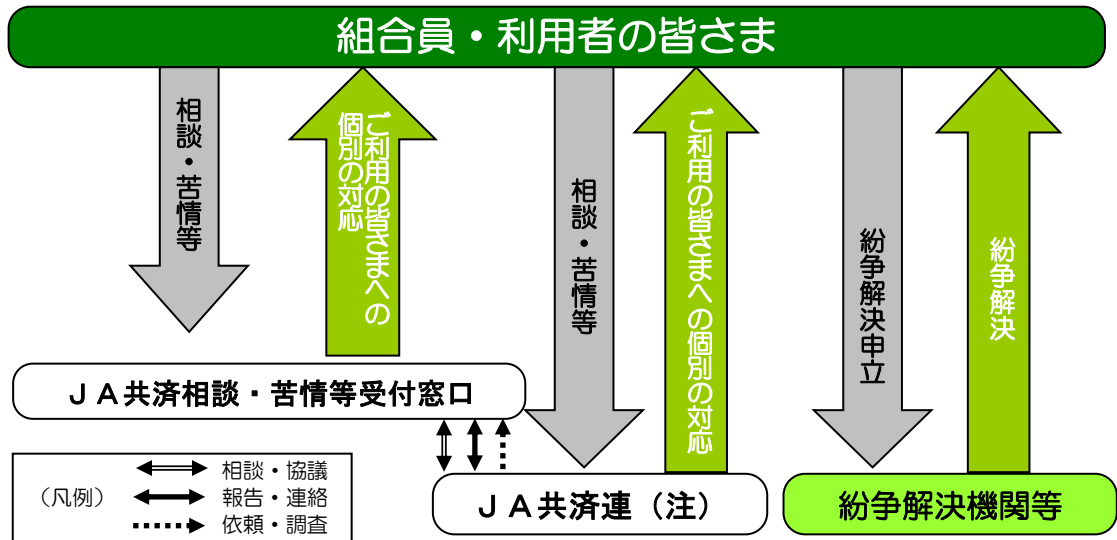 組合員・利用者の皆さま
相談・苦情等
ご利用の皆さまへの
個別の対応
相談・苦情等
ご利用の皆さまへの個別の対応
紛争解決申立
紛争解決
ＪＡ共済相談・苦情等受付窓口
（凡例）
相談・協議
報告・連絡
依頼・調査
ＪＡ共済連（注）
紛争解決機関等